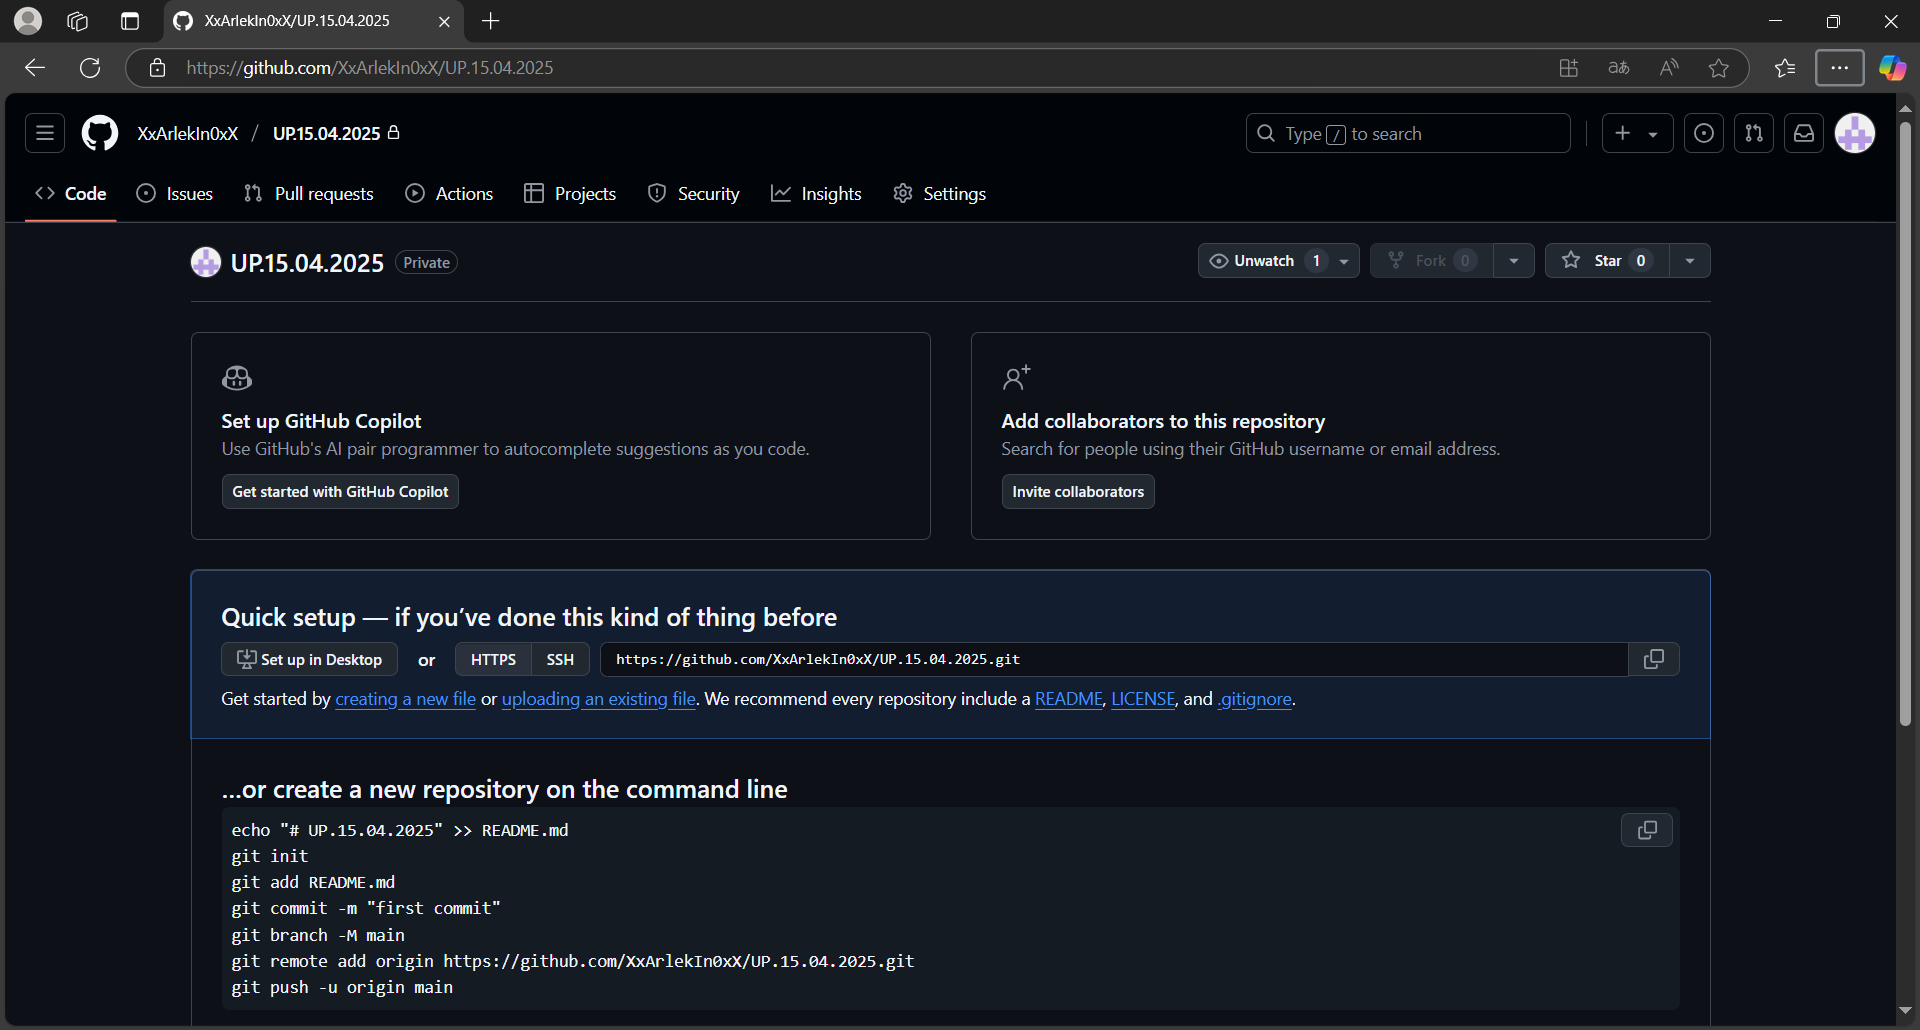 XxArlekIn0xX/UP.15.04.2025
https://github.com/XxArlekIn0xX/UP.15.04.2025
XxArlekIn0xX / UP.15.04.2025
Type / to search
Code Issues Pull requests Actions Projects Security Insights Settings
UP.15.04.2025 Private
Unwatch 1 Fork 0 Star 0
Set up GitHub Copilot
Use GitHub's AI pair programmer to autocomplete suggestions as you code.
Get started with GitHub Copilot
Add collaborators to this repository
Search for people using their GitHub username or email address.
Invite collaborators
Quick setup — if you’ve done this kind of thing before
Set up in Desktop or HTTPS SSH https://github.com/XxArlekIn0xX/UP.15.04.2025.git
Get started by creating a new file or uploading an existing file. We recommend every repository include a README, LICENSE, and .gitignore.
…or create a new repository on the command line
echo "# UP.15.04.2025" >> README.md
git init
git add README.md
git commit -m "first commit"
git branch -M main
git remote add origin https://github.com/XxArlekIn0xX/UP.15.04.2025.git
git push -u origin main